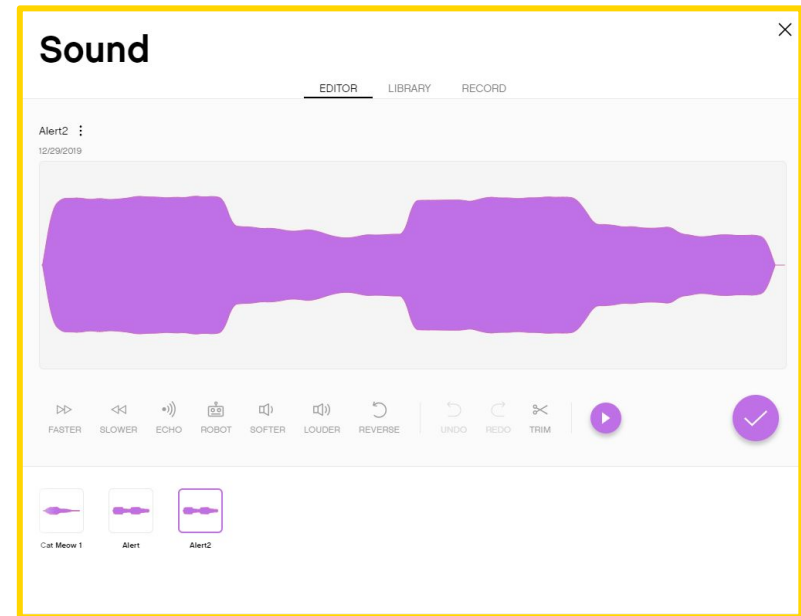 Sound
EDITOR LIBRARY RECORD
Alert2
12/29/2019
FASTER SLOWER ECHO ROBOT SOFTER LOUDER REVERSE UNDO REDO TRIM
Cat Meow 1 Alert Alert2